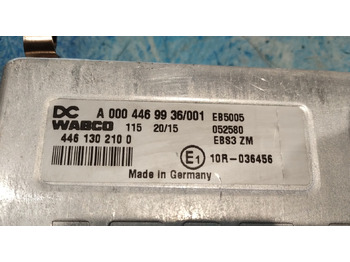 DC A 000 446 99 36/001 EB5005
WABCO 115 20/15 052580
446 130 210 0 EBS3 ZM
E1 10R-036456
Made in Germany